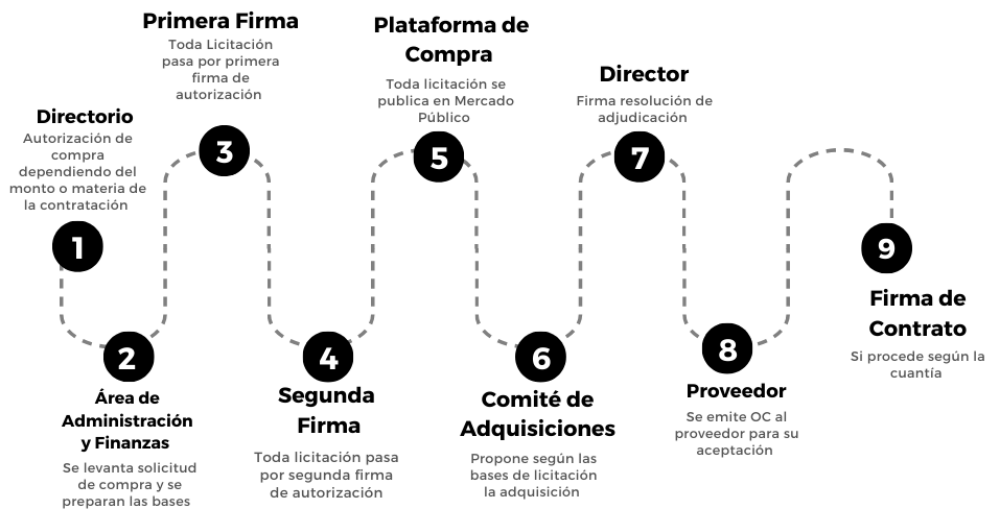 1
Directorio
Autorización de
compra
dependiendo del
monto o materia de
la contratación
2
Área de
Administración
y Finanzas
Se levanta solicitud
de compra y se
preparan las bases
3
Primera Firma
Toda Licitación
pasa por primera
firma de
autorización
4
Segunda
Firma
Toda licitación pasa
por segunda firma
de autorización
5
Plataforma de
Compra
Toda licitación se
publica en Mercado
Público
6
Comité de
Adquisiciones
Propone según las
bases de licitación
la adquisición
7
Director
Firma resolución de
adjudicación
8
Proveedor
Se emite OC al
proveedor para su
aceptación
9
Firma de
Contrato
Si procede según la
cuantía